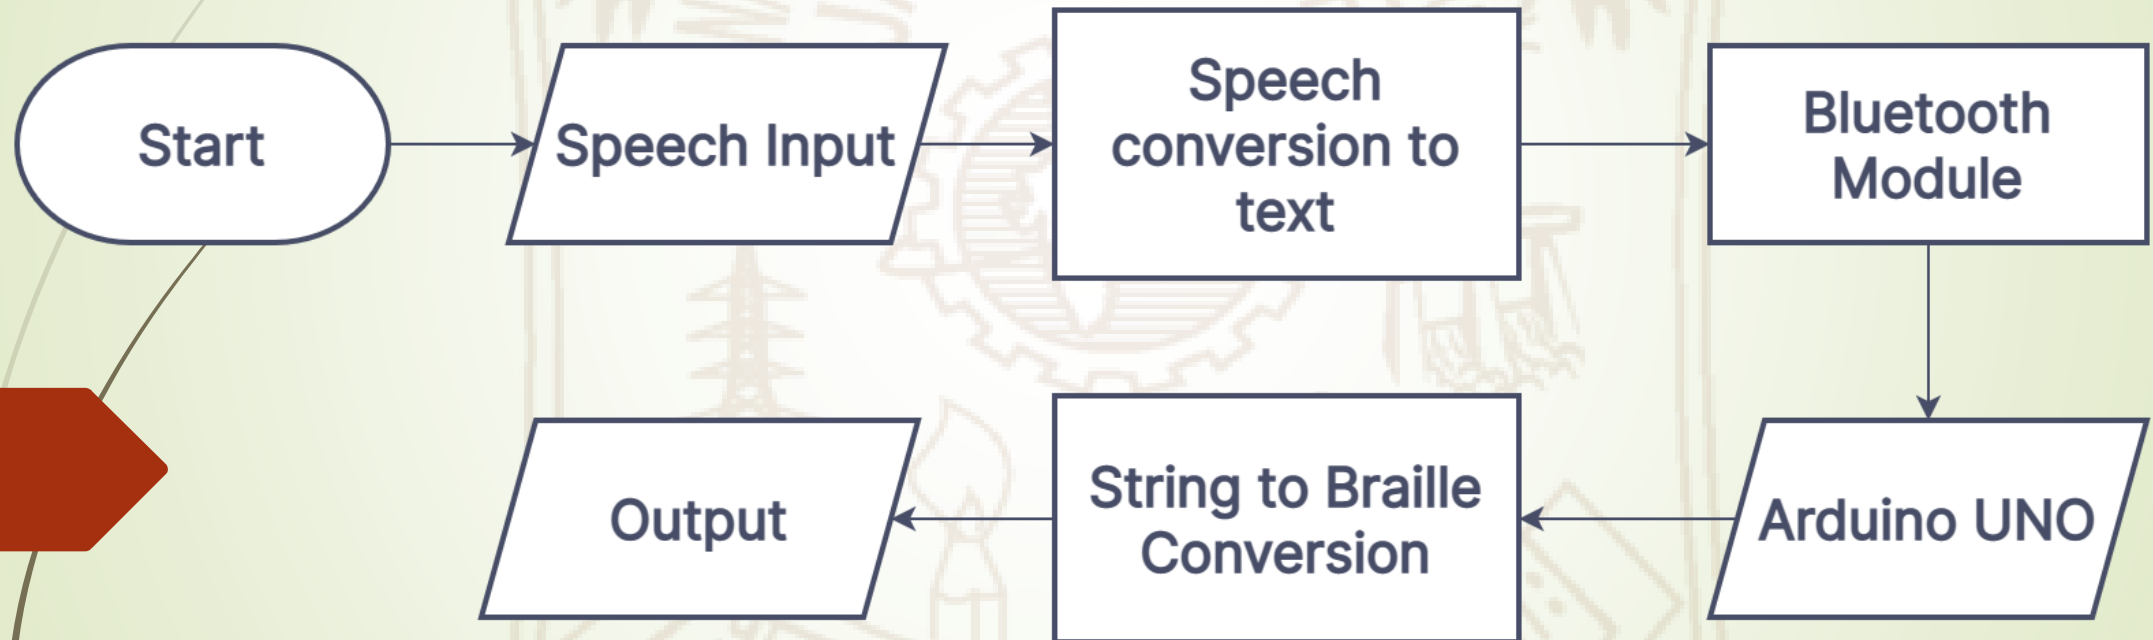 Start
Speech Input
Speech
conversion to
text
Bluetooth
Module
Arduino UNO
String to Braille
Conversion
Output